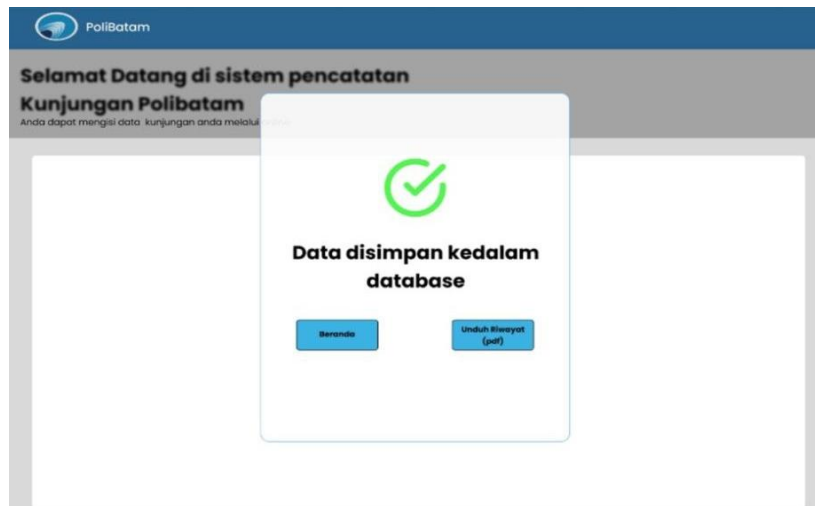 PoliBatam
Selamat Datang di sistem pencatatan
Kunjungan Polibatam
Anda dapat mengisi data kunjungan anda melalui
Data disimpan kedalam
database
Beranda
Unduh Riwayat
(pdf)